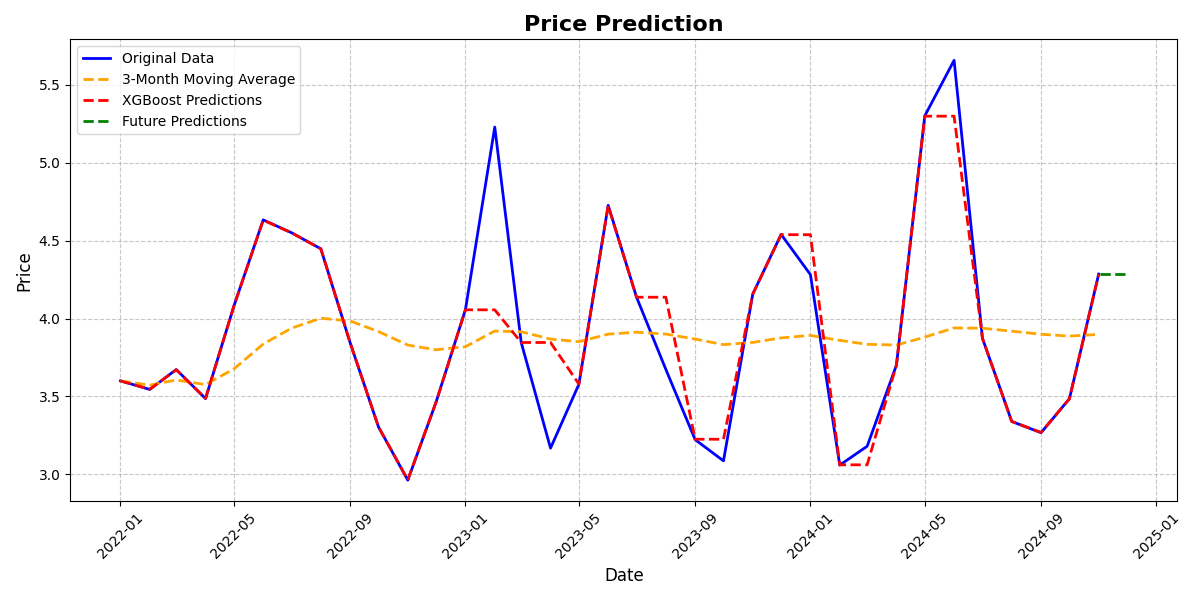 Price Prediction
Original Data
3-Month Moving Average
XGBoost Predictions
Future Predictions
Price
5.5
5.0
4.5
4.0
3.5
3.0
2022-01
2022-05
2022-09
2023-01
2023-05
2023-09
2024-01
2024-05
2024-09
2025-01
Date